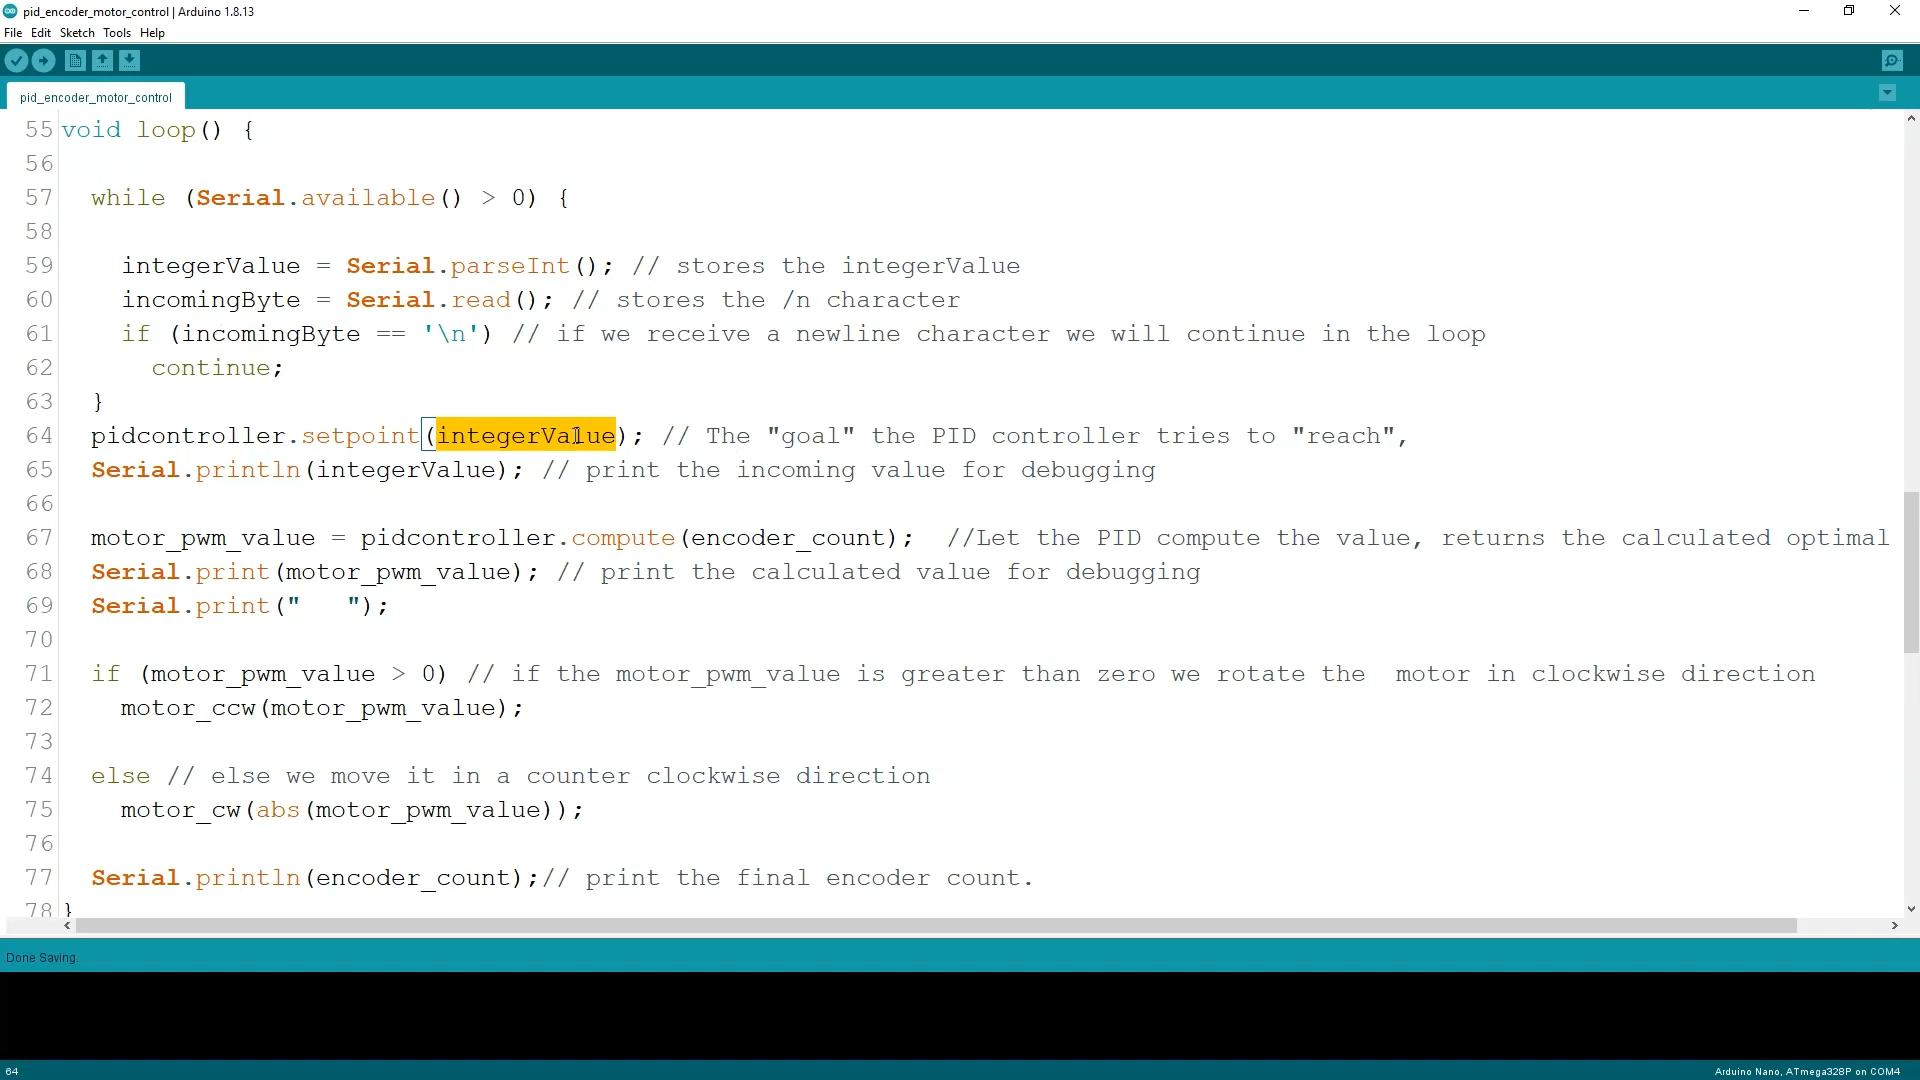 pid_encoder_motor_control | Arduino 1.8.13
File Edit Sketch Tools Help
pid_encoder_motor_control
55 void loop() {
56
57 while (Serial.available() > 0) {
58
59 integerValue = Serial.parseInt(); // stores the integerValue
60 incomingByte = Serial.read(); // stores the /n character
61 if (incomingByte == '\n') // if we receive a newline character we will continue in the loop
62 continue;
63 }
64 pidcontroller.setpoint(integerValue); // The "goal" the PID controller tries to "reach",
65 Serial.println(integerValue); // print the incoming value for debugging
66
67 motor_pwm_value = pidcontroller.compute(encoder_count);  //Let the PID compute the value, returns the calculated optimal
68 Serial.print(motor_pwm_value); // print the calculated value for debugging
69 Serial.print("   ");
70
71 if (motor_pwm_value > 0) // if the motor_pwm_value is greater than zero we rotate the  motor in clockwise direction
72 motor_ccw(motor_pwm_value);
73
74 else // else we move it in a counter clockwise direction
75 motor_cw(abs(motor_pwm_value));
76
77 Serial.println(encoder_count);// print the final encoder count.
78 }
Done Saving.
64
Arduino Nano, ATmega328P on COM4